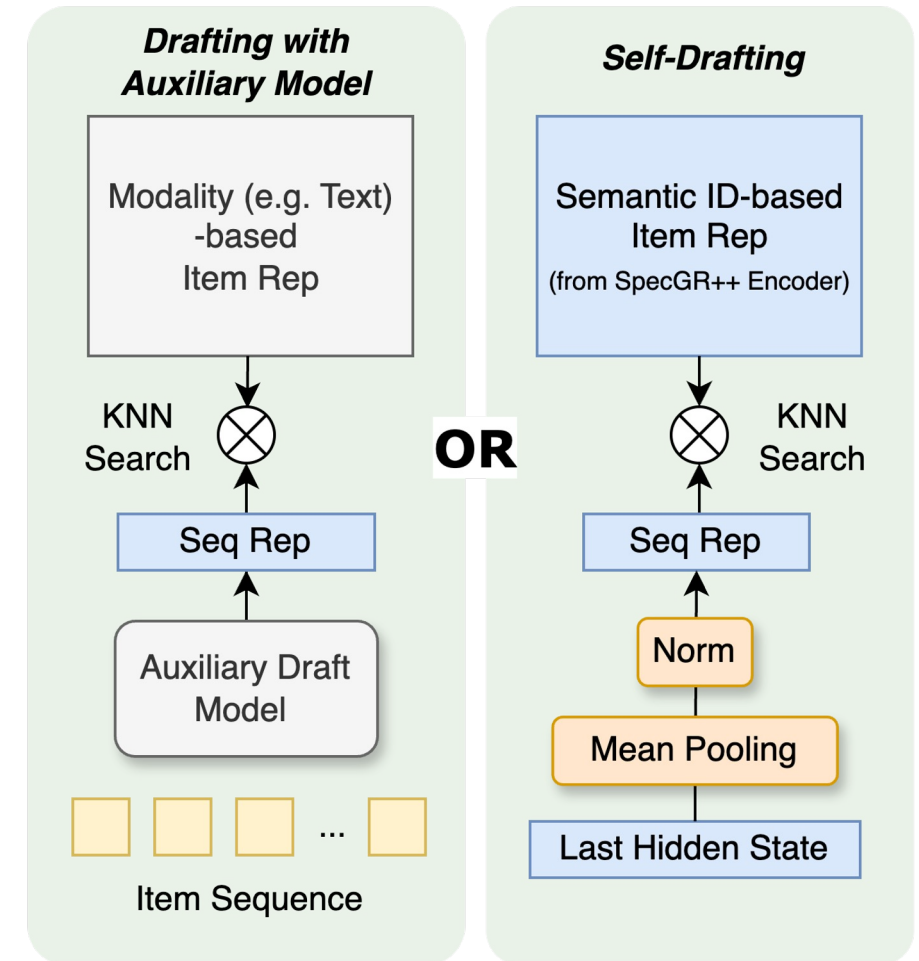 Drafting with
Auxiliary Model
Modality (e.g. Text)
-based
Item Rep
KNN
Search
Seq Rep
Auxiliary Draft
Model
...
Item Sequence
OR
Self-Drafting
Semantic ID-based
Item Rep
(from SpecGR++ Encoder)
KNN
Search
Seq Rep
Norm
Mean Pooling
Last Hidden State